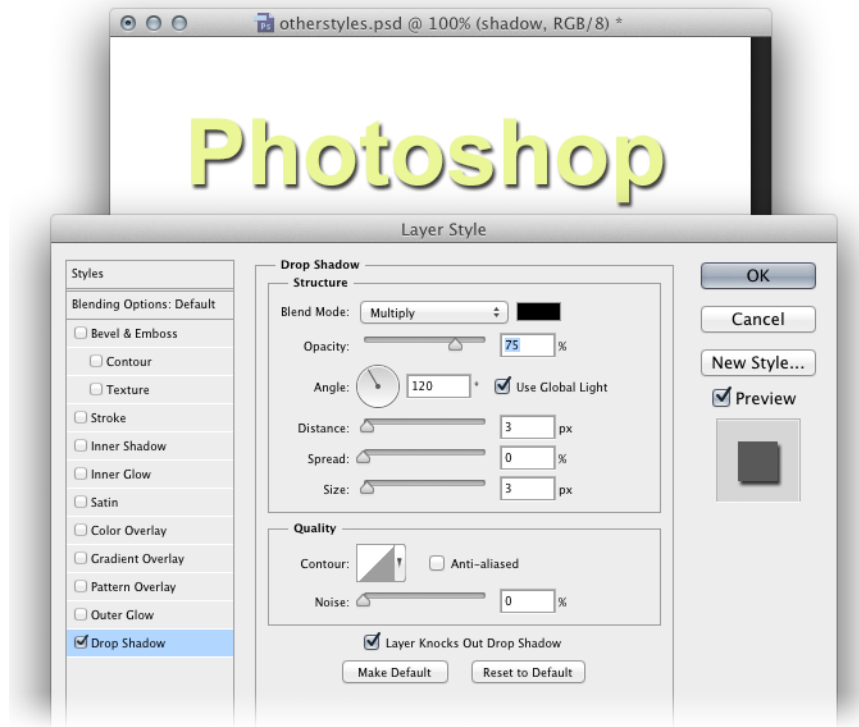 otherstyles.psd @ 100% (shadow, RGB/8) *
Photoshop
Layer Style
Styles
Blending Options: Default
Bevel & Emboss
Contour
Texture
Stroke
Inner Shadow
Inner Glow
Satin
Color Overlay
Gradient Overlay
Pattern Overlay
Outer Glow
Drop Shadow
Drop Shadow
Structure
Blend Mode: Multiply
Opacity: 75 %
Angle: 120 ° Use Global Light
Distance: 3 px
Spread: 0 %
Size: 3 px
Quality
Contour: Anti-aliased
Noise: 0 %
Layer Knocks Out Drop Shadow
Make Default Reset to Default
OK
Cancel
New Style...
Preview